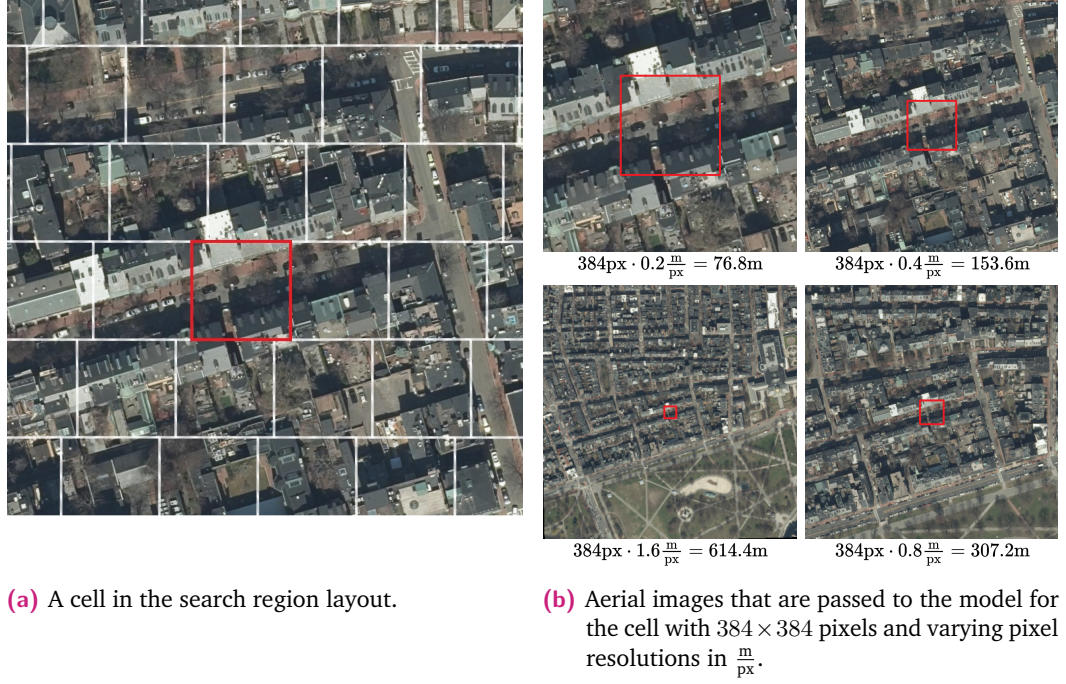 384px · 0.2 m/px = 76.8m
384px · 0.4 m/px = 153.6m
384px · 1.6 m/px = 614.4m
384px · 0.8 m/px = 307.2m
(a) A cell in the search region layout.
(b) Aerial images that are passed to the model for
the cell with 384×384 pixels and varying pixel
resolutions in m/px.